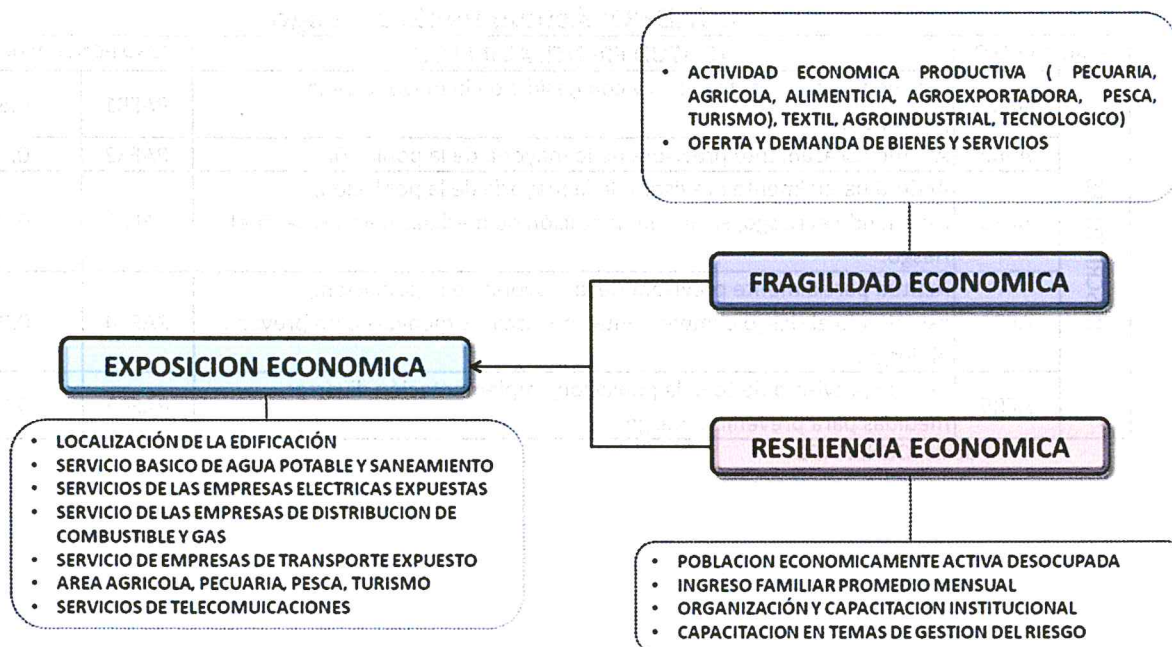 • ACTIVIDAD ECONOMICA PRODUCTIVA ( PECUARIA,
AGRICOLA, ALIMENTICIA, AGROEXPORTADORA, PESCA,
TURISMO), TEXTIL, AGROINDUSTRIAL, TECNOLOGICO)
• OFERTA Y DEMANDA DE BIENES Y SERVICIOS
FRAGILIDAD ECONOMICA
EXPOSICION ECONOMICA
• LOCALIZACIÓN DE LA EDIFICACIÓN
• SERVICIO BASICO DE AGUA POTABLE Y SANEAMIENTO
• SERVICIOS DE LAS EMPRESAS ELECTRICAS EXPUESTAS
• SERVICIO DE LAS EMPRESAS DE DISTRIBUCION DE
COMBUSTIBLE Y GAS
• SERVICIO DE EMPRESAS DE TRANSPORTE EXPUESTO
• AREA AGRICOLA, PECUARIA, PESCA, TURISMO
• SERVICIOS DE TELECOMUICACIONES
RESILIENCIA ECONOMICA
• POBLACION ECONOMICAMENTE ACTIVA DESOCUPADA
• INGRESO FAMILIAR PROMEDIO MENSUAL
• ORGANIZACIÓN Y CAPACITACION INSTITUCIONAL
• CAPACITACION EN TEMAS DE GESTION DEL RIESGO